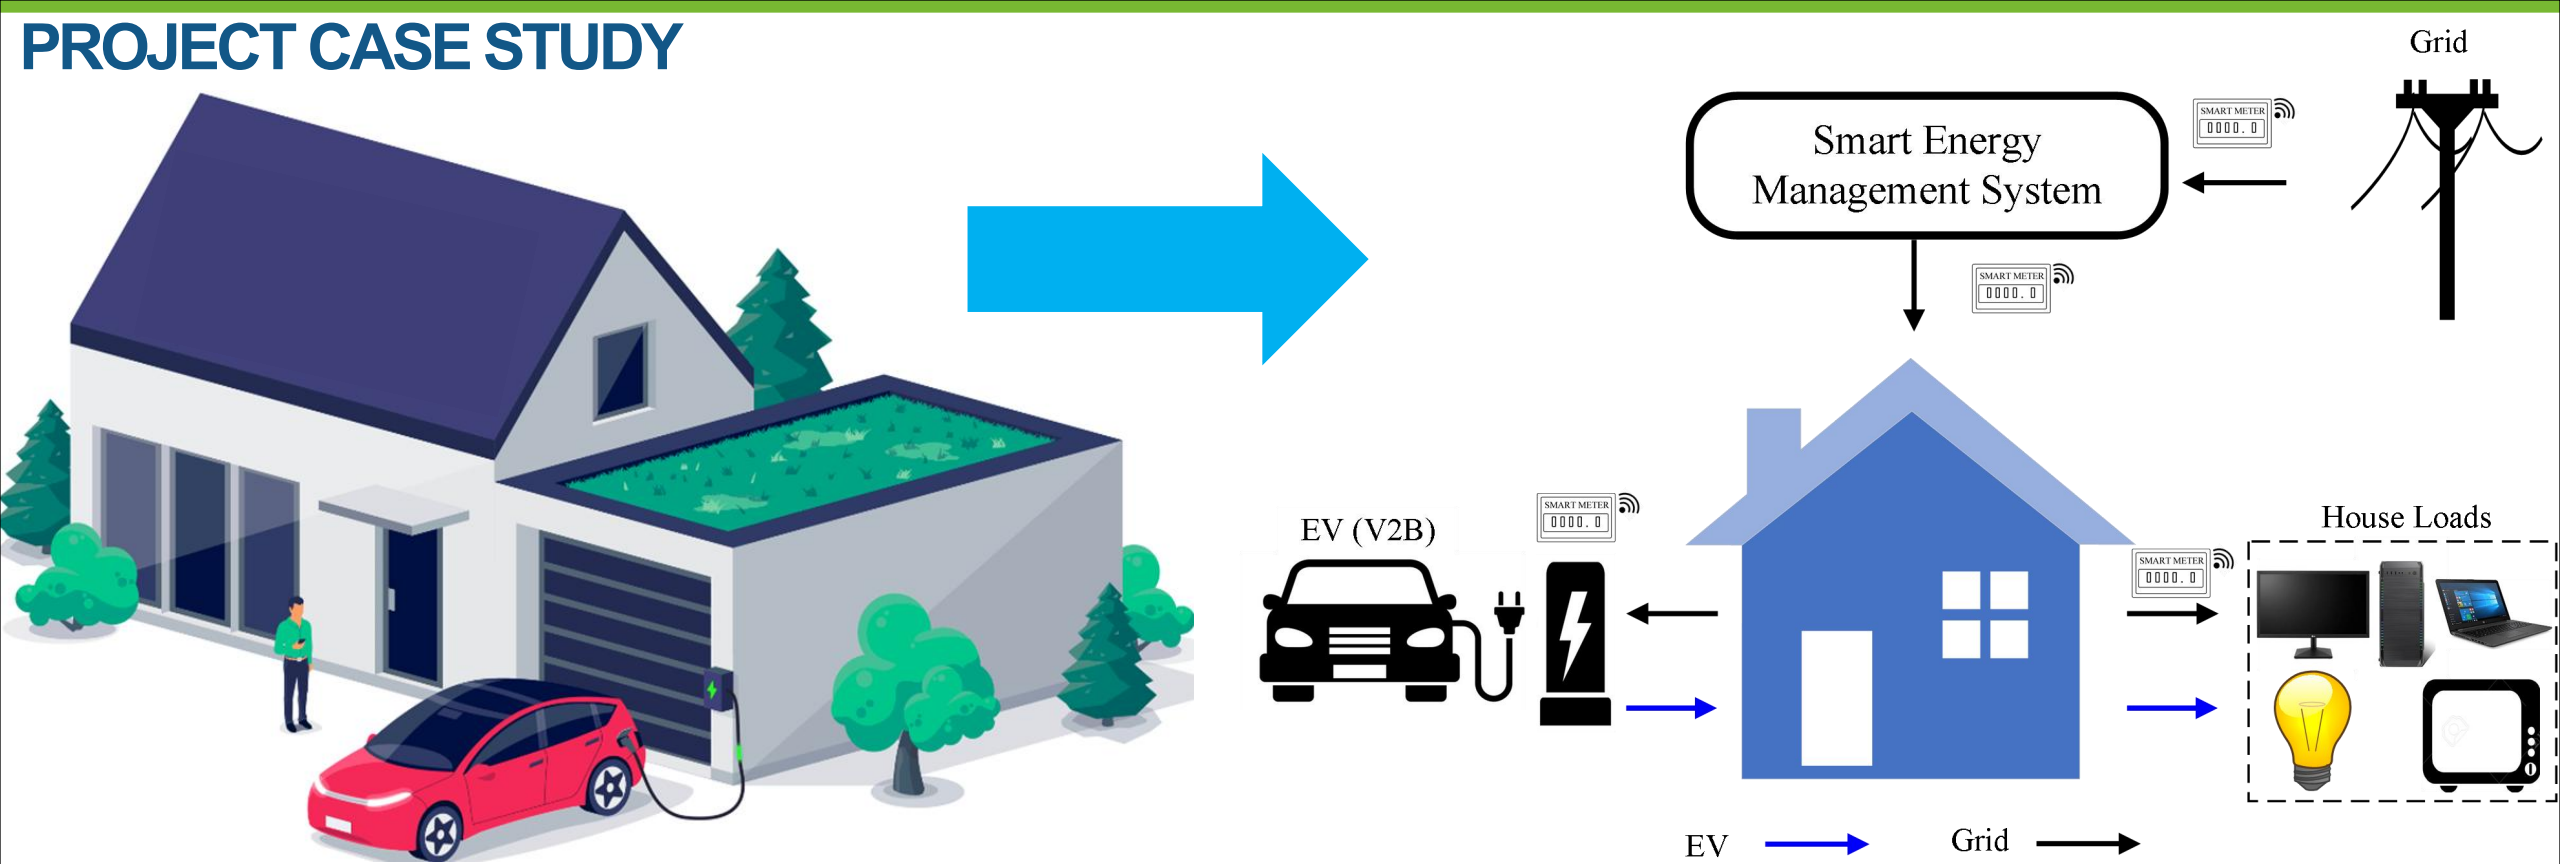 PROJECT CASE STUDY
Grid
SMART METER
0000.0
Smart Energy
Management System
SMART METER
0000.0
SMART METER
0000.0
EV (V2B)
House Loads
SMART METER
0000.0
EV
Grid